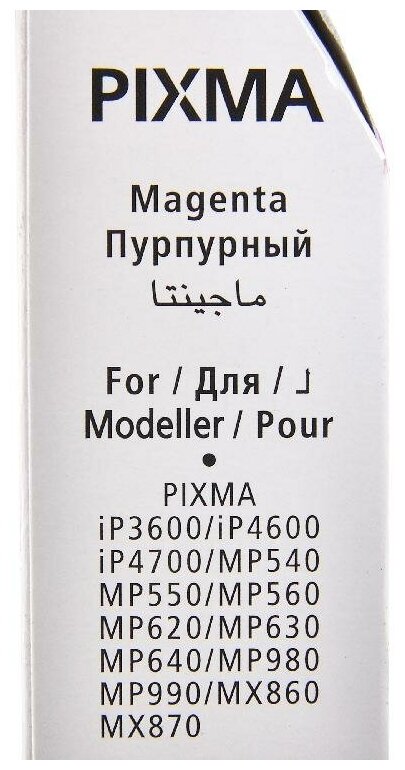 PIXMA
Magenta
Пурпурный
ماجينتا
For / Для / لـ
Modeller / Pour
•
PIXMA
iP3600/iP4600
iP4700/MP540
MP550/MP560
MP620/MP630
MP640/MP980
MP990/MX860
MX870